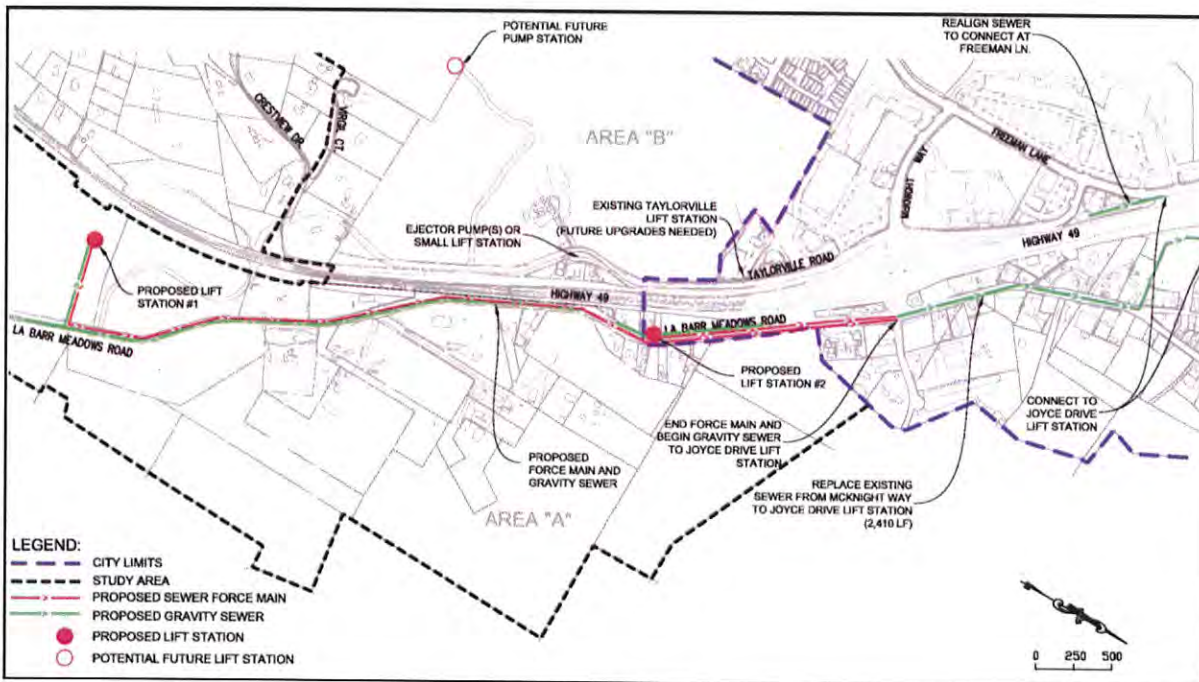 POTENTIAL FUTURE
PUMP STATION
REALIGN SEWER
TO CONNECT AT
FREEMAN LN.
CRESTVIEW DR
VIRGIL CT.
AREA "B"
MCKNIGHT WAY
FREEMAN LANE
EXISTING TAYLORVILLE
LIFT STATION
(FUTURE UPGRADES NEEDED)
EJECTOR PUMP(S) OR
SMALL LIFT STATION
TAYLORVILLE ROAD
HIGHWAY 49
PROPOSED LIFT
STATION #1
HIGHWAY 49
LA BARR MEADOWS ROAD
LA BARR MEADOWS ROAD
PROPOSED
LIFT STATION #2
CONNECT TO
JOYCE DRIVE
LIFT STATION
END FORCE MAIN AND
BEGIN GRAVITY SEWER
TO JOYCE DRIVE LIFT
STATION
PROPOSED
FORCE MAIN AND
GRAVITY SEWER
REPLACE EXISTING
SEWER FROM MCKNIGHT WAY
TO JOYCE DRIVE LIFT STATION
(2,410 LF)
AREA "A"
LEGEND:
CITY LIMITS
STUDY AREA
PROPOSED SEWER FORCE MAIN
PROPOSED GRAVITY SEWER
PROPOSED LIFT STATION
POTENTIAL FUTURE LIFT STATION
0 250 500